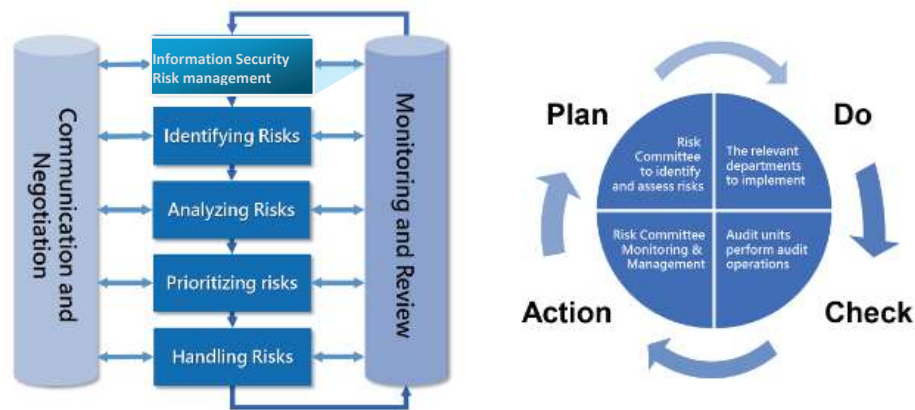 Communication and
Negotiation
Information Security
Risk management
Identifying Risks
Analyzing Risks
Prioritizing risks
Handling Risks
Monitoring and Review
Plan
Do
Risk
Committee
to identify
and assess risks
The relevant
departments
to implement
Risk Committee
Monitoring &
Management
Audit units
perform audit
operations
Action
Check